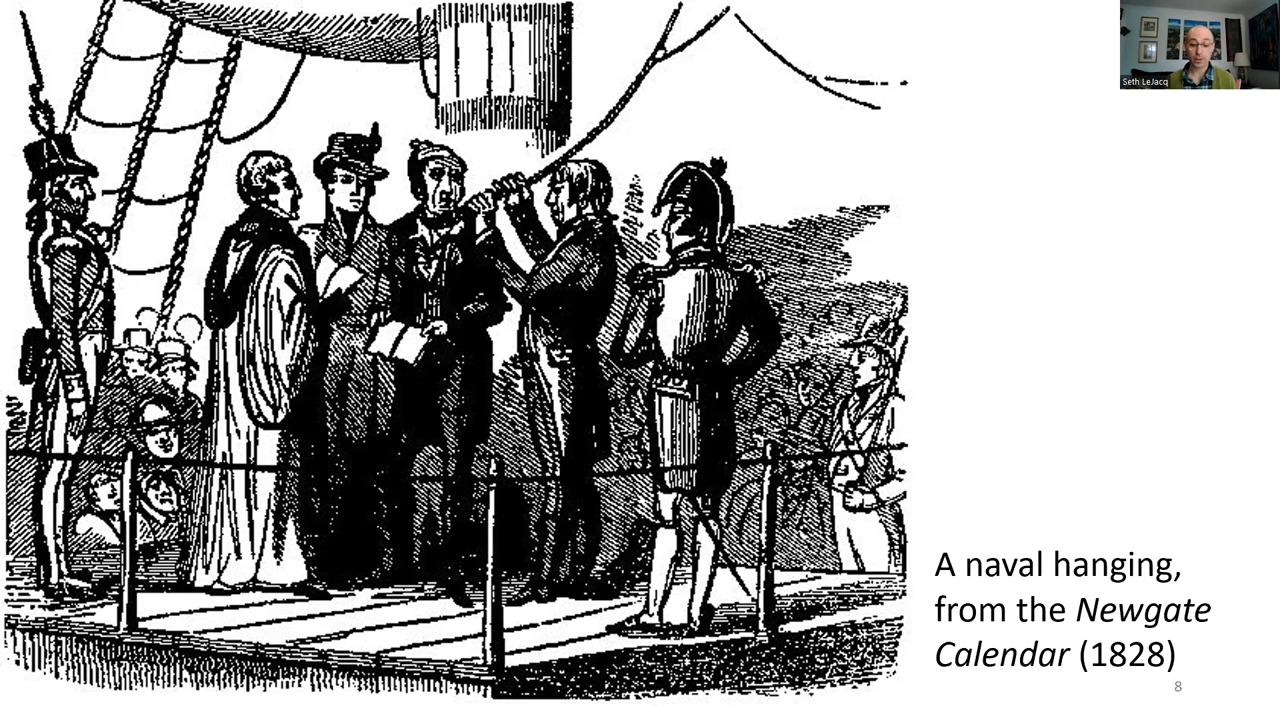 Seth LeJacq
A naval hanging,
from the Newgate
Calendar (1828)
8